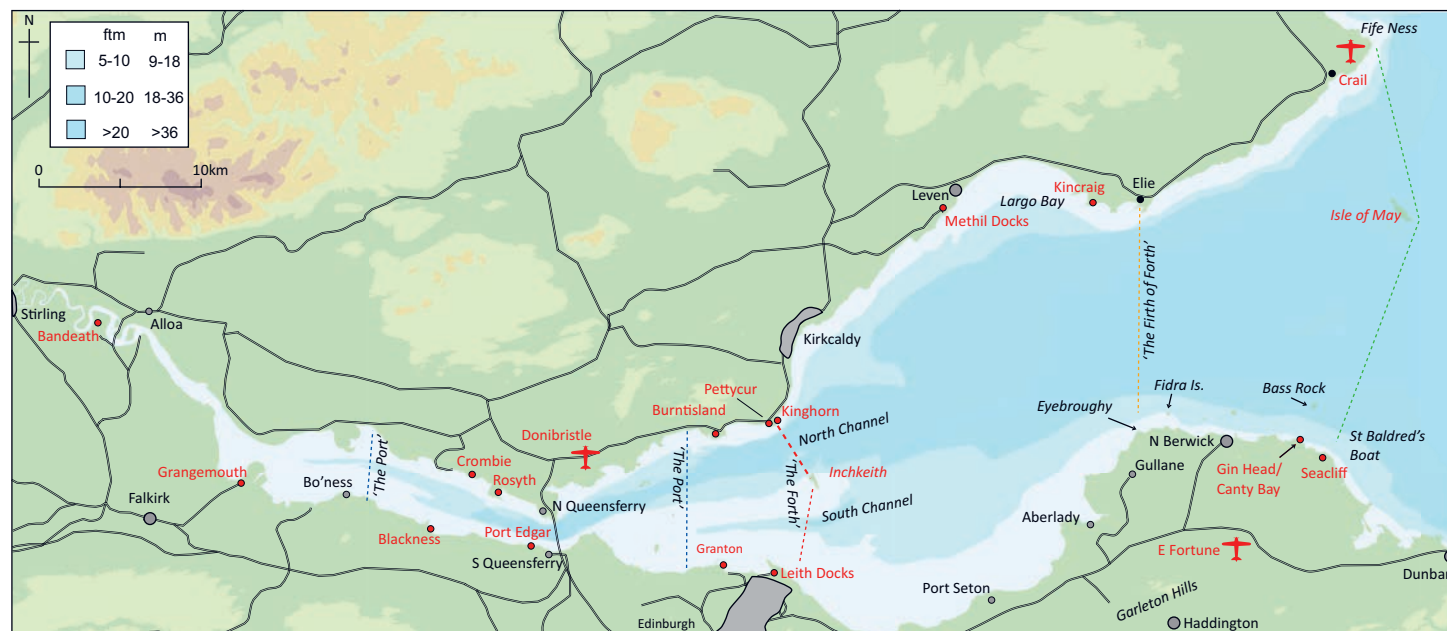 N
ftm m
5-10 9-18
10-20 18-36
>20 >36
0 10km
Fife Ness
Crail
Isle of May
Leven
Methil Docks
Largo Bay
Kincraig
Elie
Stirling
Bandeath
Alloa
Kirkcaldy
'The Firth of Forth'
Pettycur
Burntisland
Kinghorn
North Channel
Fidra Is.
Bass Rock
Eyebroughy
N Berwick
St Baldred's
Boat
Gullane
Gin Head/
Canty Bay
Seacliff
Donibristle
'The Port'
Crombie
Rosyth
'The Port'
'The Forth'
Inchkeith
Grangemouth
Bo'ness
Falkirk
N Queensferry
South Channel
Aberlady
Blackness
Port Edgar
S Queensferry
Granton
Leith Docks
E Fortune
Dunbar
Port Seton
Garleton Hills
Edinburgh
Haddington